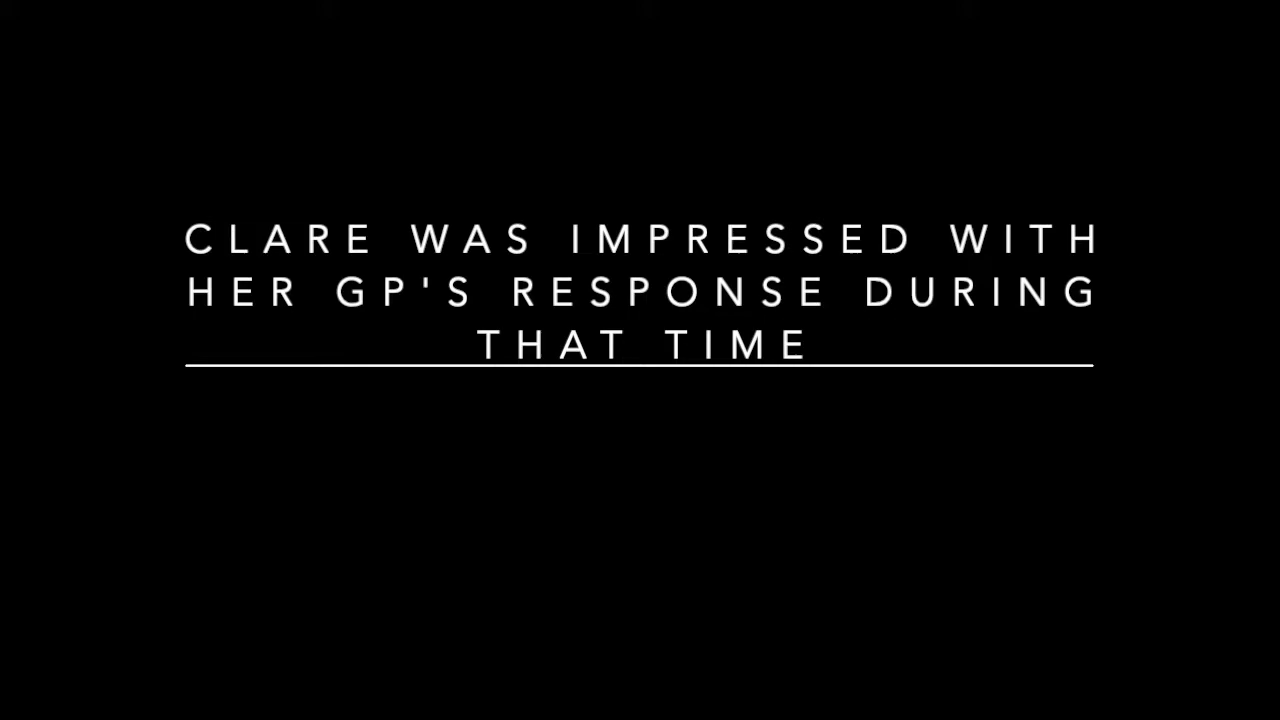 CLARE WAS IMPRESSED WITH
HER GP'S RESPONSE DURING
THAT TIME